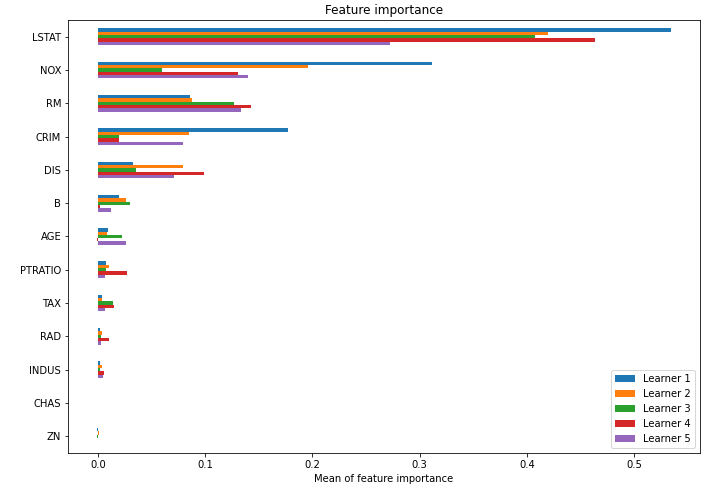 Feature importance
LSTAT
NOX
RM
CRIM
DIS
B
AGE
PTRATIO
TAX
RAD
INDUS
CHAS
ZN
Learner 1
Learner 2
Learner 3
Learner 4
Learner 5
0.0 0.1 0.2 0.3 0.4 0.5
Mean of feature importance